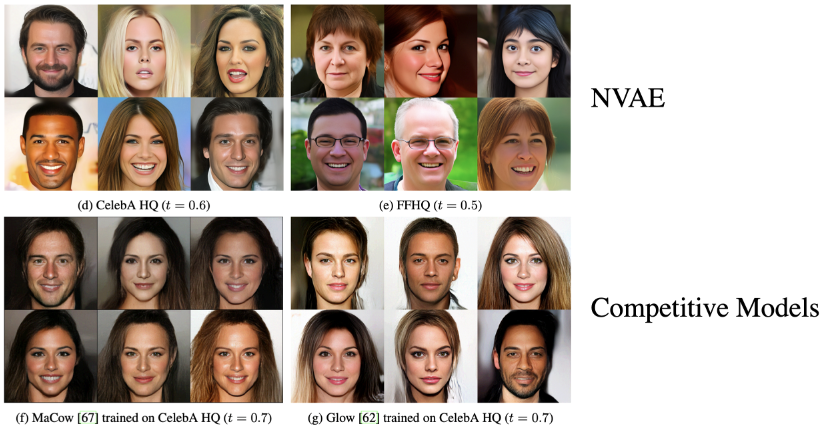 NVAE
(d) CelebA HQ (t = 0.6)
(e) FFHQ (t = 0.5)
Competitive Models
(f) MaCow [67] trained on CelebA HQ (t = 0.7)
(g) Glow [62] trained on CelebA HQ (t = 0.7)